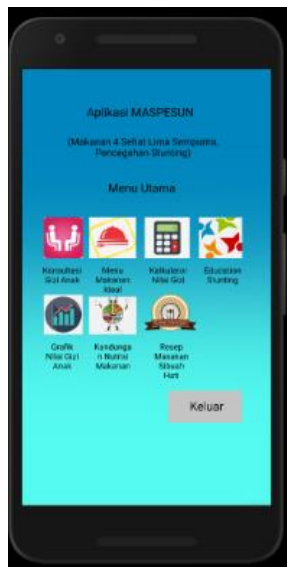 Aplikasi MASPESUN
(Makanan 4 Sehat Lima Sempurna,
Pencegahan Stunting)
Menu Utama
Konsultasi
Gizi Anak
Menu
Makanan
Ideal
Kalkulator
Nilai Gizi
Education
Stunting
Grafik
Nilai Gizi
Anak
Kandunga
n Nutrisi
Makanan
Resep
Masakan
Sibuah
Hati
Keluar